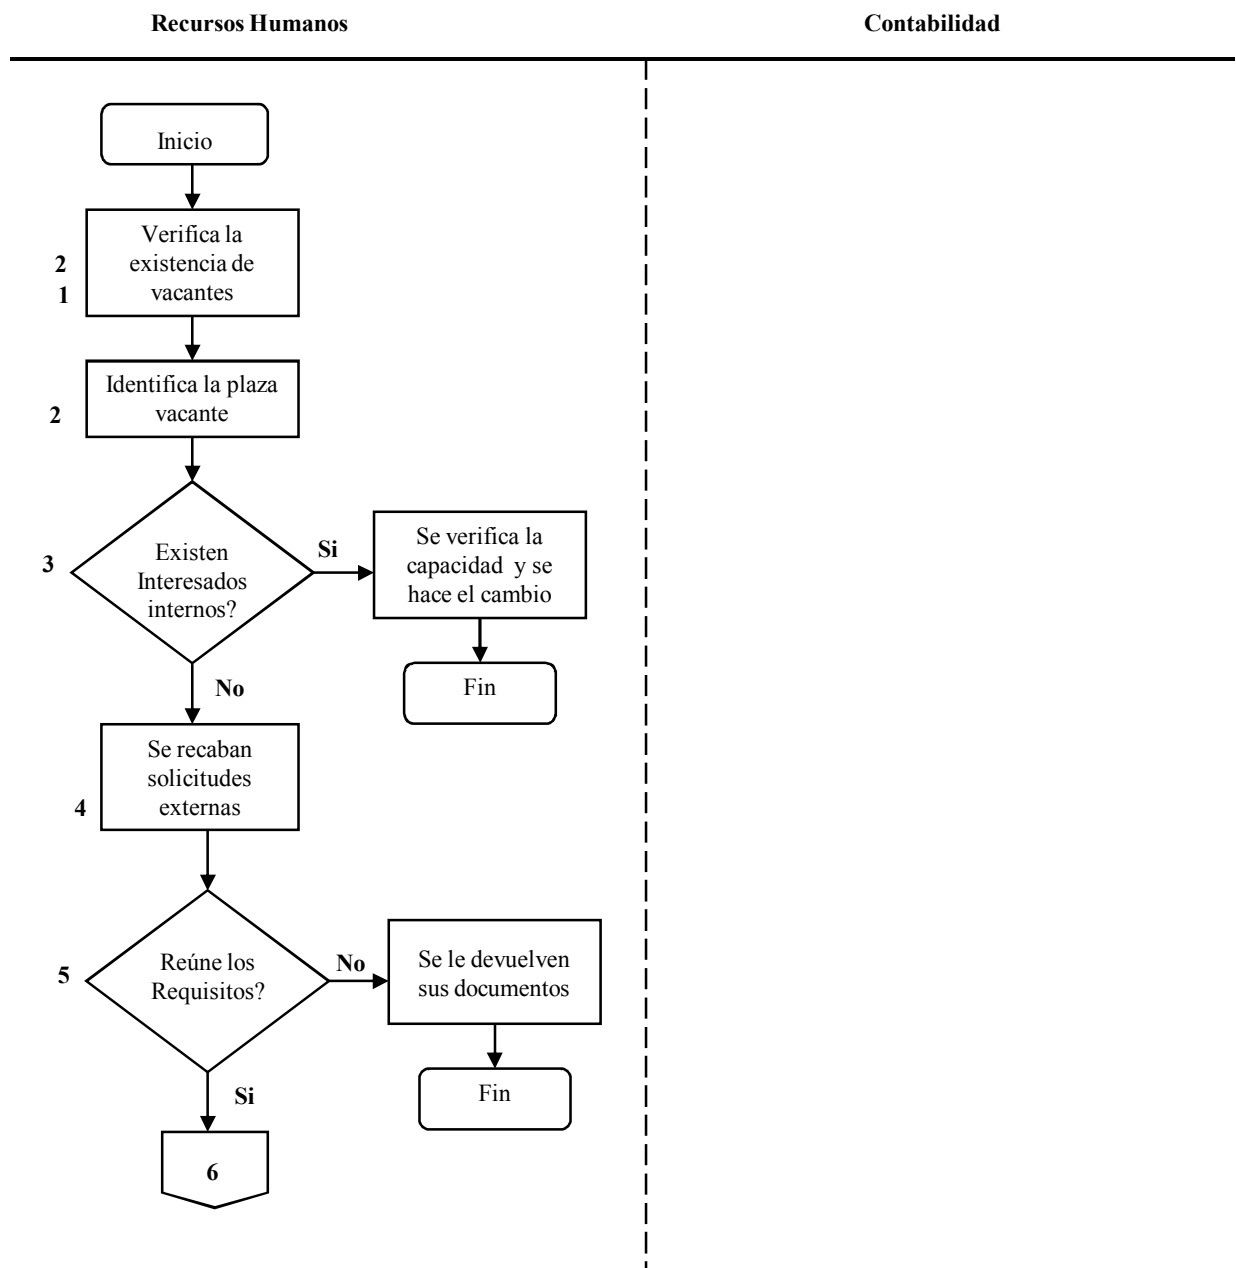 Recursos Humanos
Contabilidad
Inicio
Verifica la
existencia de
vacantes
2
1
Identifica la plaza
vacante
2
Existen
Interesados
internos?
3
Si
Se verifica la
capacidad y se
hace el cambio
Fin
No
Se recaban
solicitudes
externas
4
Reúne los
Requisitos?
5
No
Se le devuelven
sus documentos
Fin
Si
6